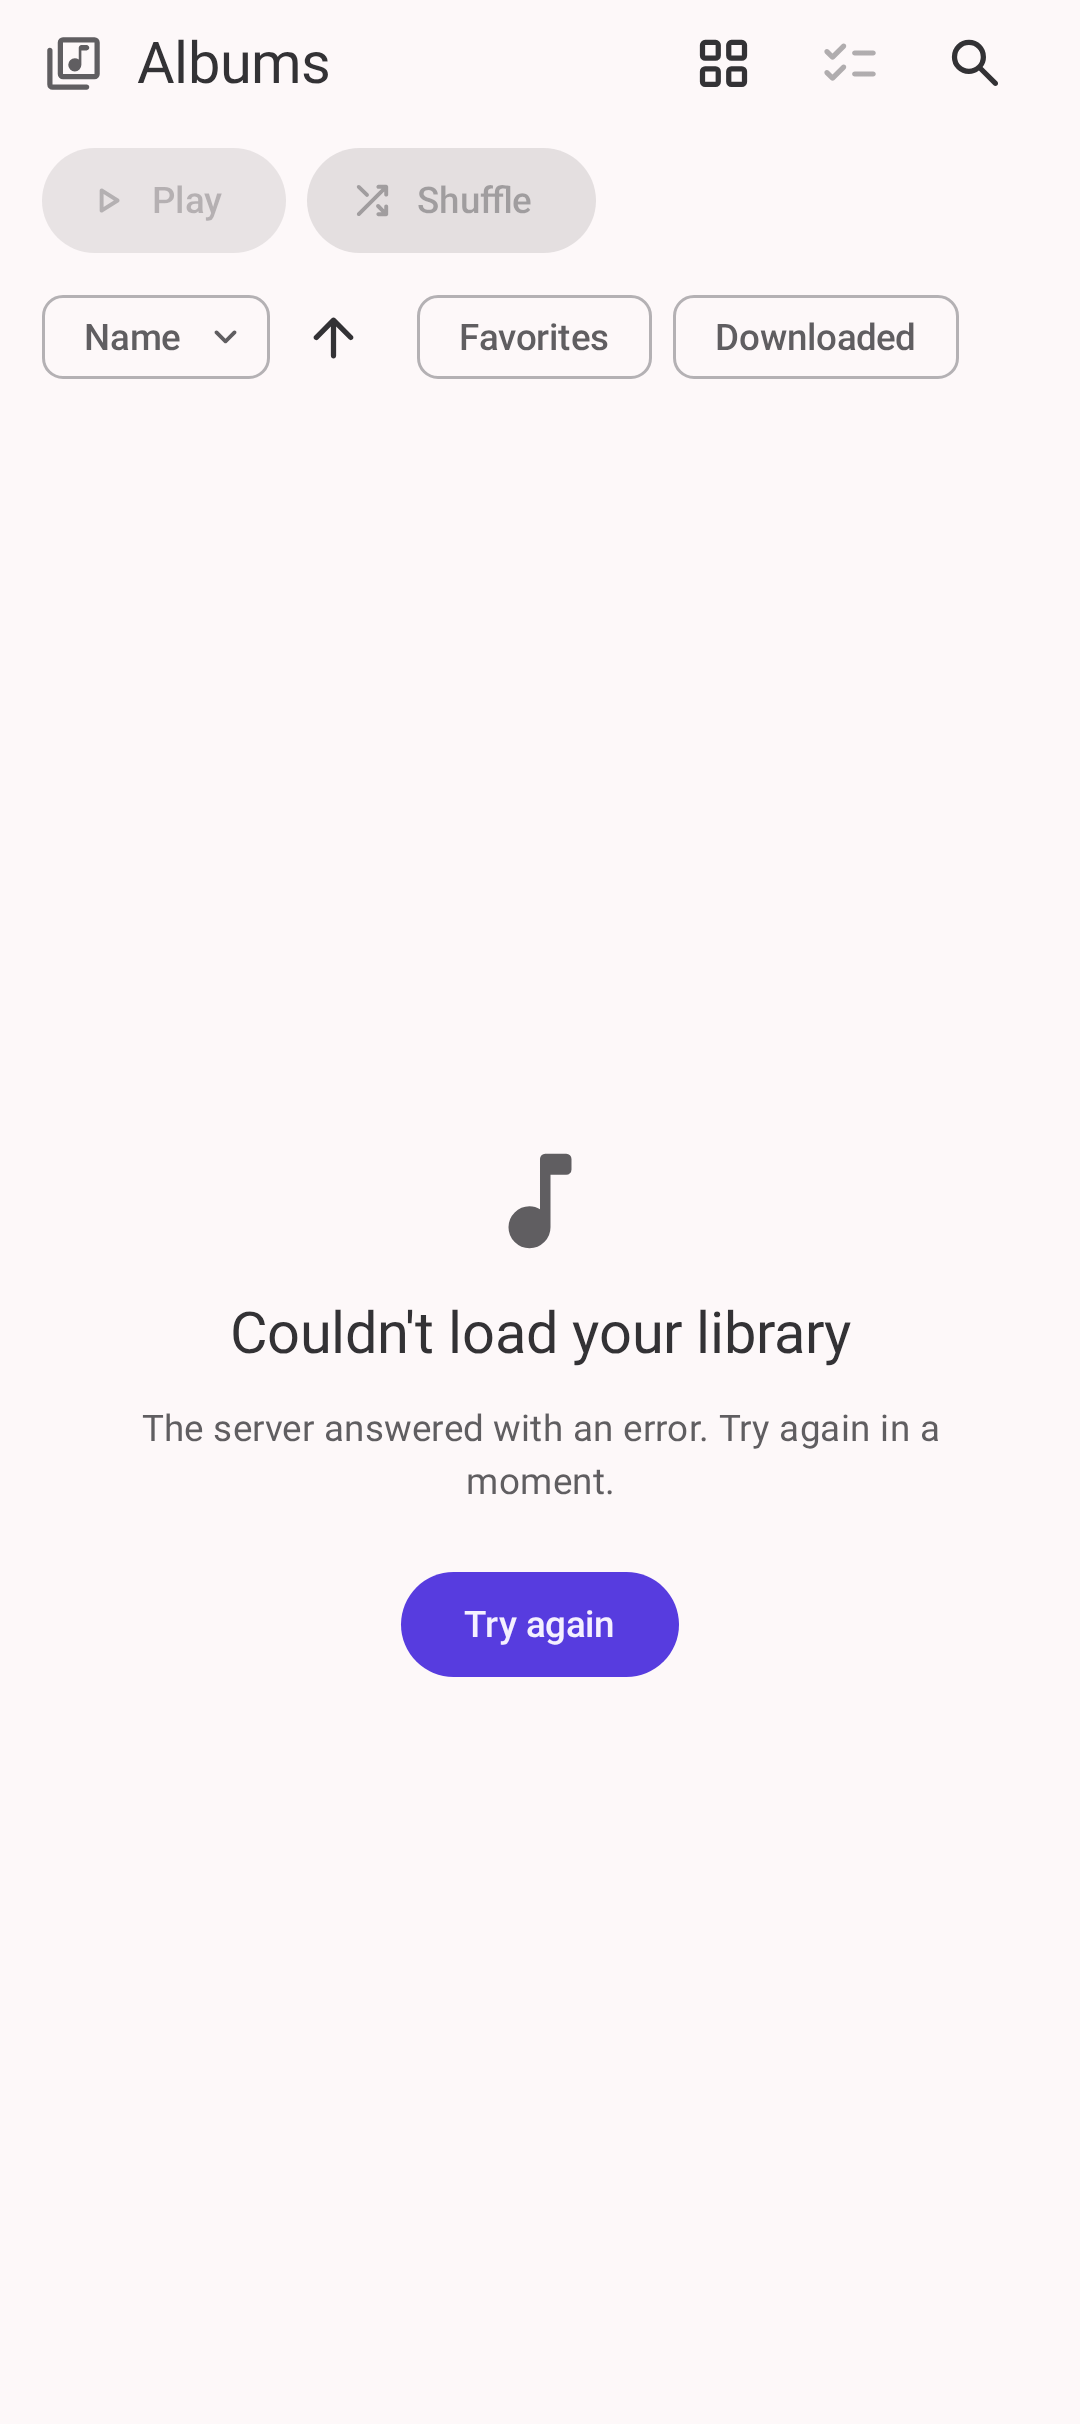 Albums
Play
Shuffle
Name
Favorites
Downloaded
Couldn't load your library
The server answered with an error. Try again in a
moment.
Try again